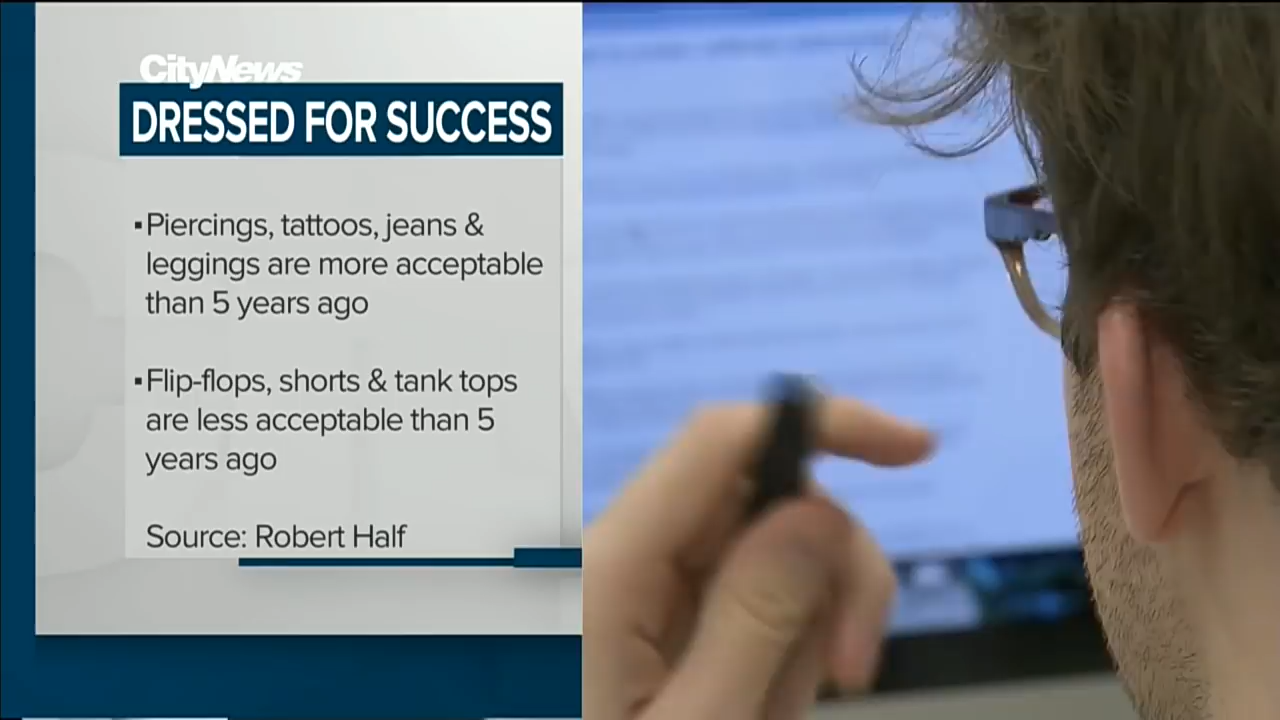 CityNews
DRESSED FOR SUCCESS
▪Piercings, tattoos, jeans &
leggings are more acceptable
than 5 years ago
▪Flip-flops, shorts & tank tops
are less acceptable than 5
years ago
Source: Robert Half